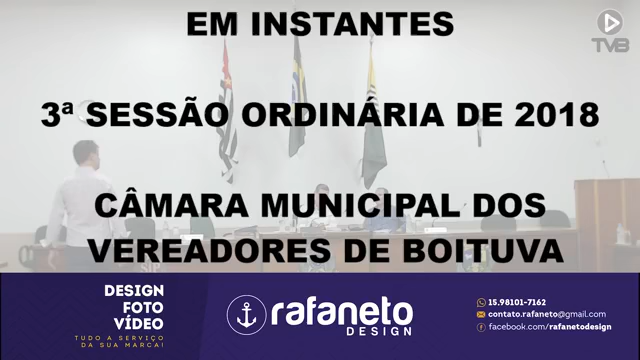 EM INSTANTES
TVB
3ª SESSÃO ORDINÁRIA DE 2018
CÂMARA MUNICIPAL DOS
VEREADORES DE BOITUVA
DESIGN
FOTO
VÍDEO
TUDO A SERVIÇO
DA SUA MARCA!
rafaneto
DESIGN
15.98101-7162
contato.rafaneto@gmail.com
facebook.com/rafanetodesign